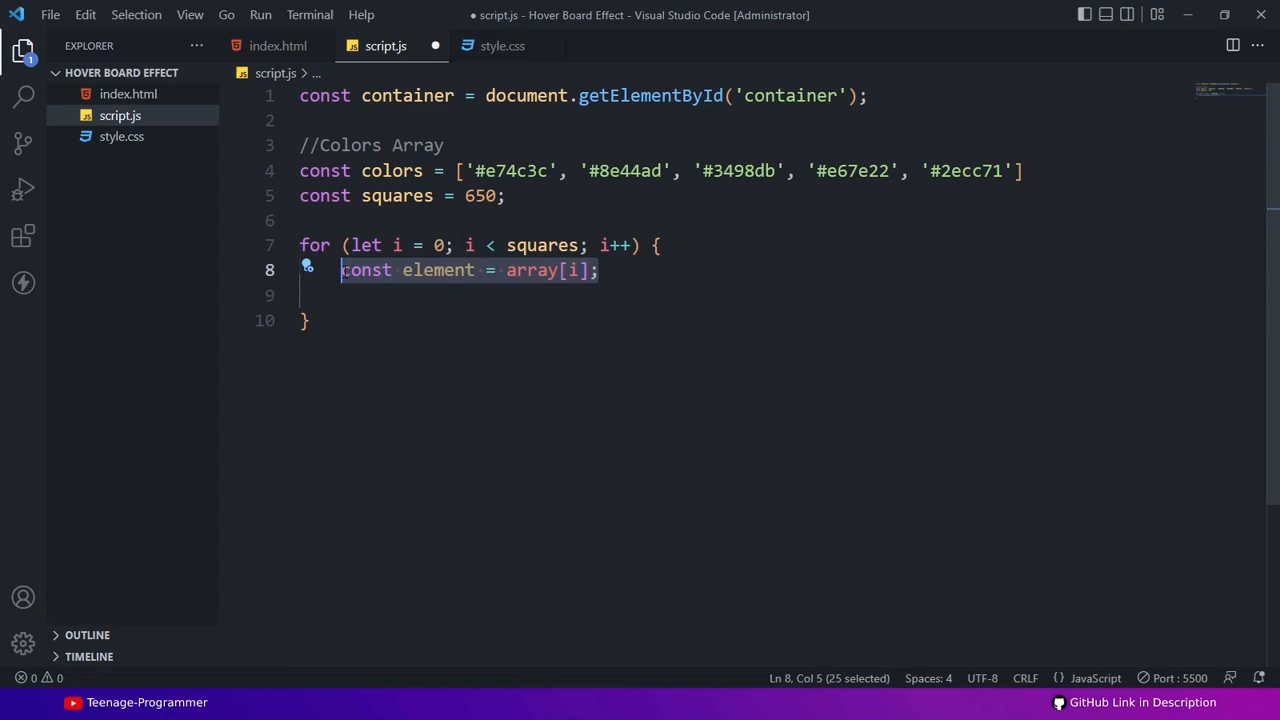 File Edit Selection View Go Run Terminal Help
● script.js - Hover Board Effect - Visual Studio Code [Administrator]
EXPLORER
index.html
script.js
style.css
HOVER BOARD EFFECT
script.js > ...
index.html
script.js
style.css
1 const container = document.getElementById('container');
2
3 //Colors Array
4 const colors = ['#e74c3c', '#8e44ad', '#3498db', '#e67e22', '#2ecc71']
5 const squares = 650;
6
7 for (let i = 0; i < squares; i++) {
8 const element = array[i];
9
10 }
1
OUTLINE
TIMELINE
0 0
Ln 8, Col 5 (25 selected) Spaces: 4 UTF-8 CRLF {} JavaScript Port : 5500
Teenage-Programmer
GitHub Link in Description